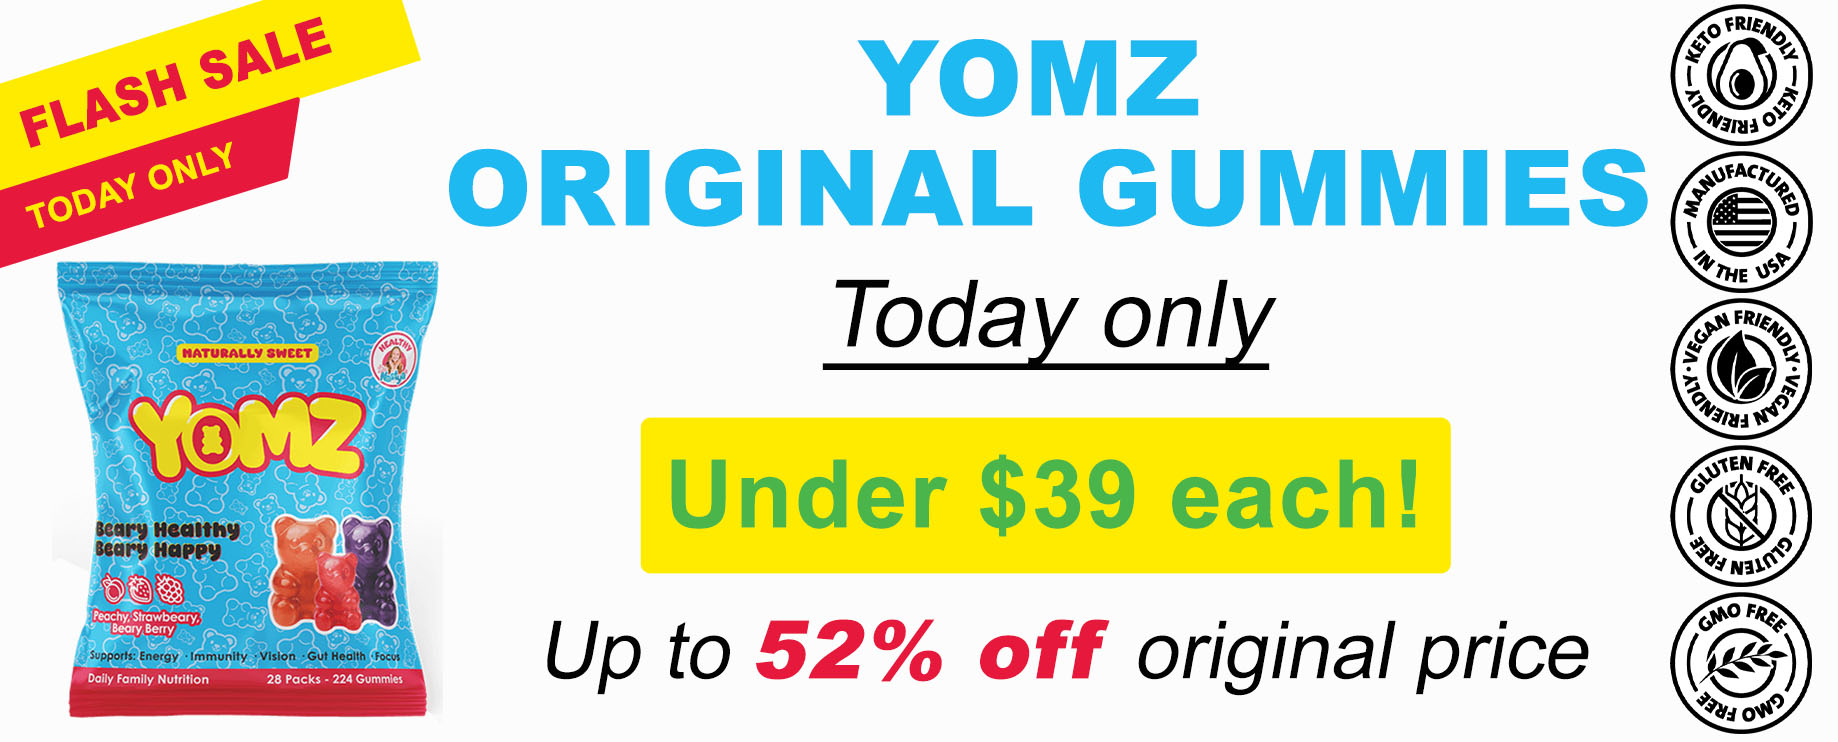 FLASH SALE
TODAY ONLY
YOMZ
ORIGINAL GUMMIES
Today only
Under $39 each!
Up to 52% off original price
NATURALLY SWEET
HEALTHY
YOMZ
Beary Healthy
Beary Happy
Peachy, Strawbeary,
Beary Berry
Supports: Energy · Immunity · Vision · Gut Health · Focus
Daily Family Nutrition
28 Packs - 224 Gummies
KETO FRIENDLY
KETO FRIENDLY
MANUFACTURED
IN THE USA
VEGAN FRIENDLY
VEGAN FRIENDLY
GLUTEN FREE
GLUTEN FREE
GMO FREE
GMO FREE